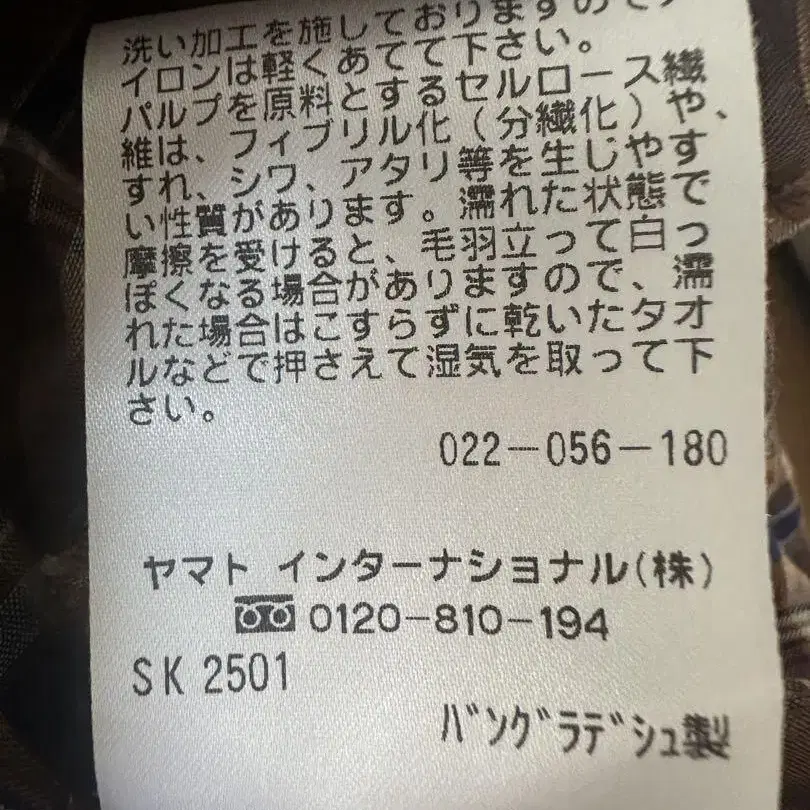 洗い加工を施しておりますのでア
イロンは軽くあてて下さい。
パルプを原料とするセルロース繊
維は、フィブリル化(分繊化)や、
すれ、シワ、アタリ等を生じやす
い性質があります。濡れた状態で
摩擦を受けると、毛羽立って白っ
ぽくなる場合がありますので、濡
れた場合はこすらずに乾いたタオ
ルなどで押さえて湿気を取って下
さい。
022-056-180
ヤマト インターナショナル(株)
0120-810-194
SK 2501
バングラデシュ製